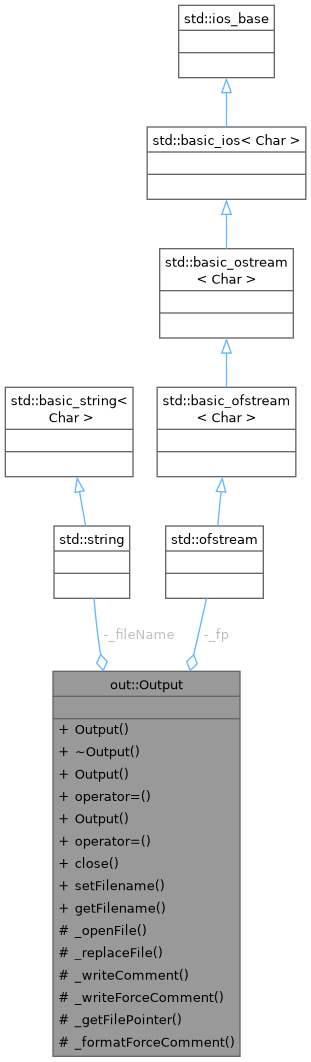 std::ios_base
std::basic_ios< Char >
std::basic_ostream
< Char >
std::basic_string<
Char >
std::basic_ofstream
< Char >
std::string
std::ofstream
-_fileName
-_fp
out::Output
+ Output()
+ ~Output()
+ Output()
+ operator=()
+ Output()
+ operator=()
+ close()
+ setFilename()
+ getFilename()
# _openFile()
# _replaceFile()
# _writeComment()
# _writeForceComment()
# _getFilePointer()
# _formatForceComment()